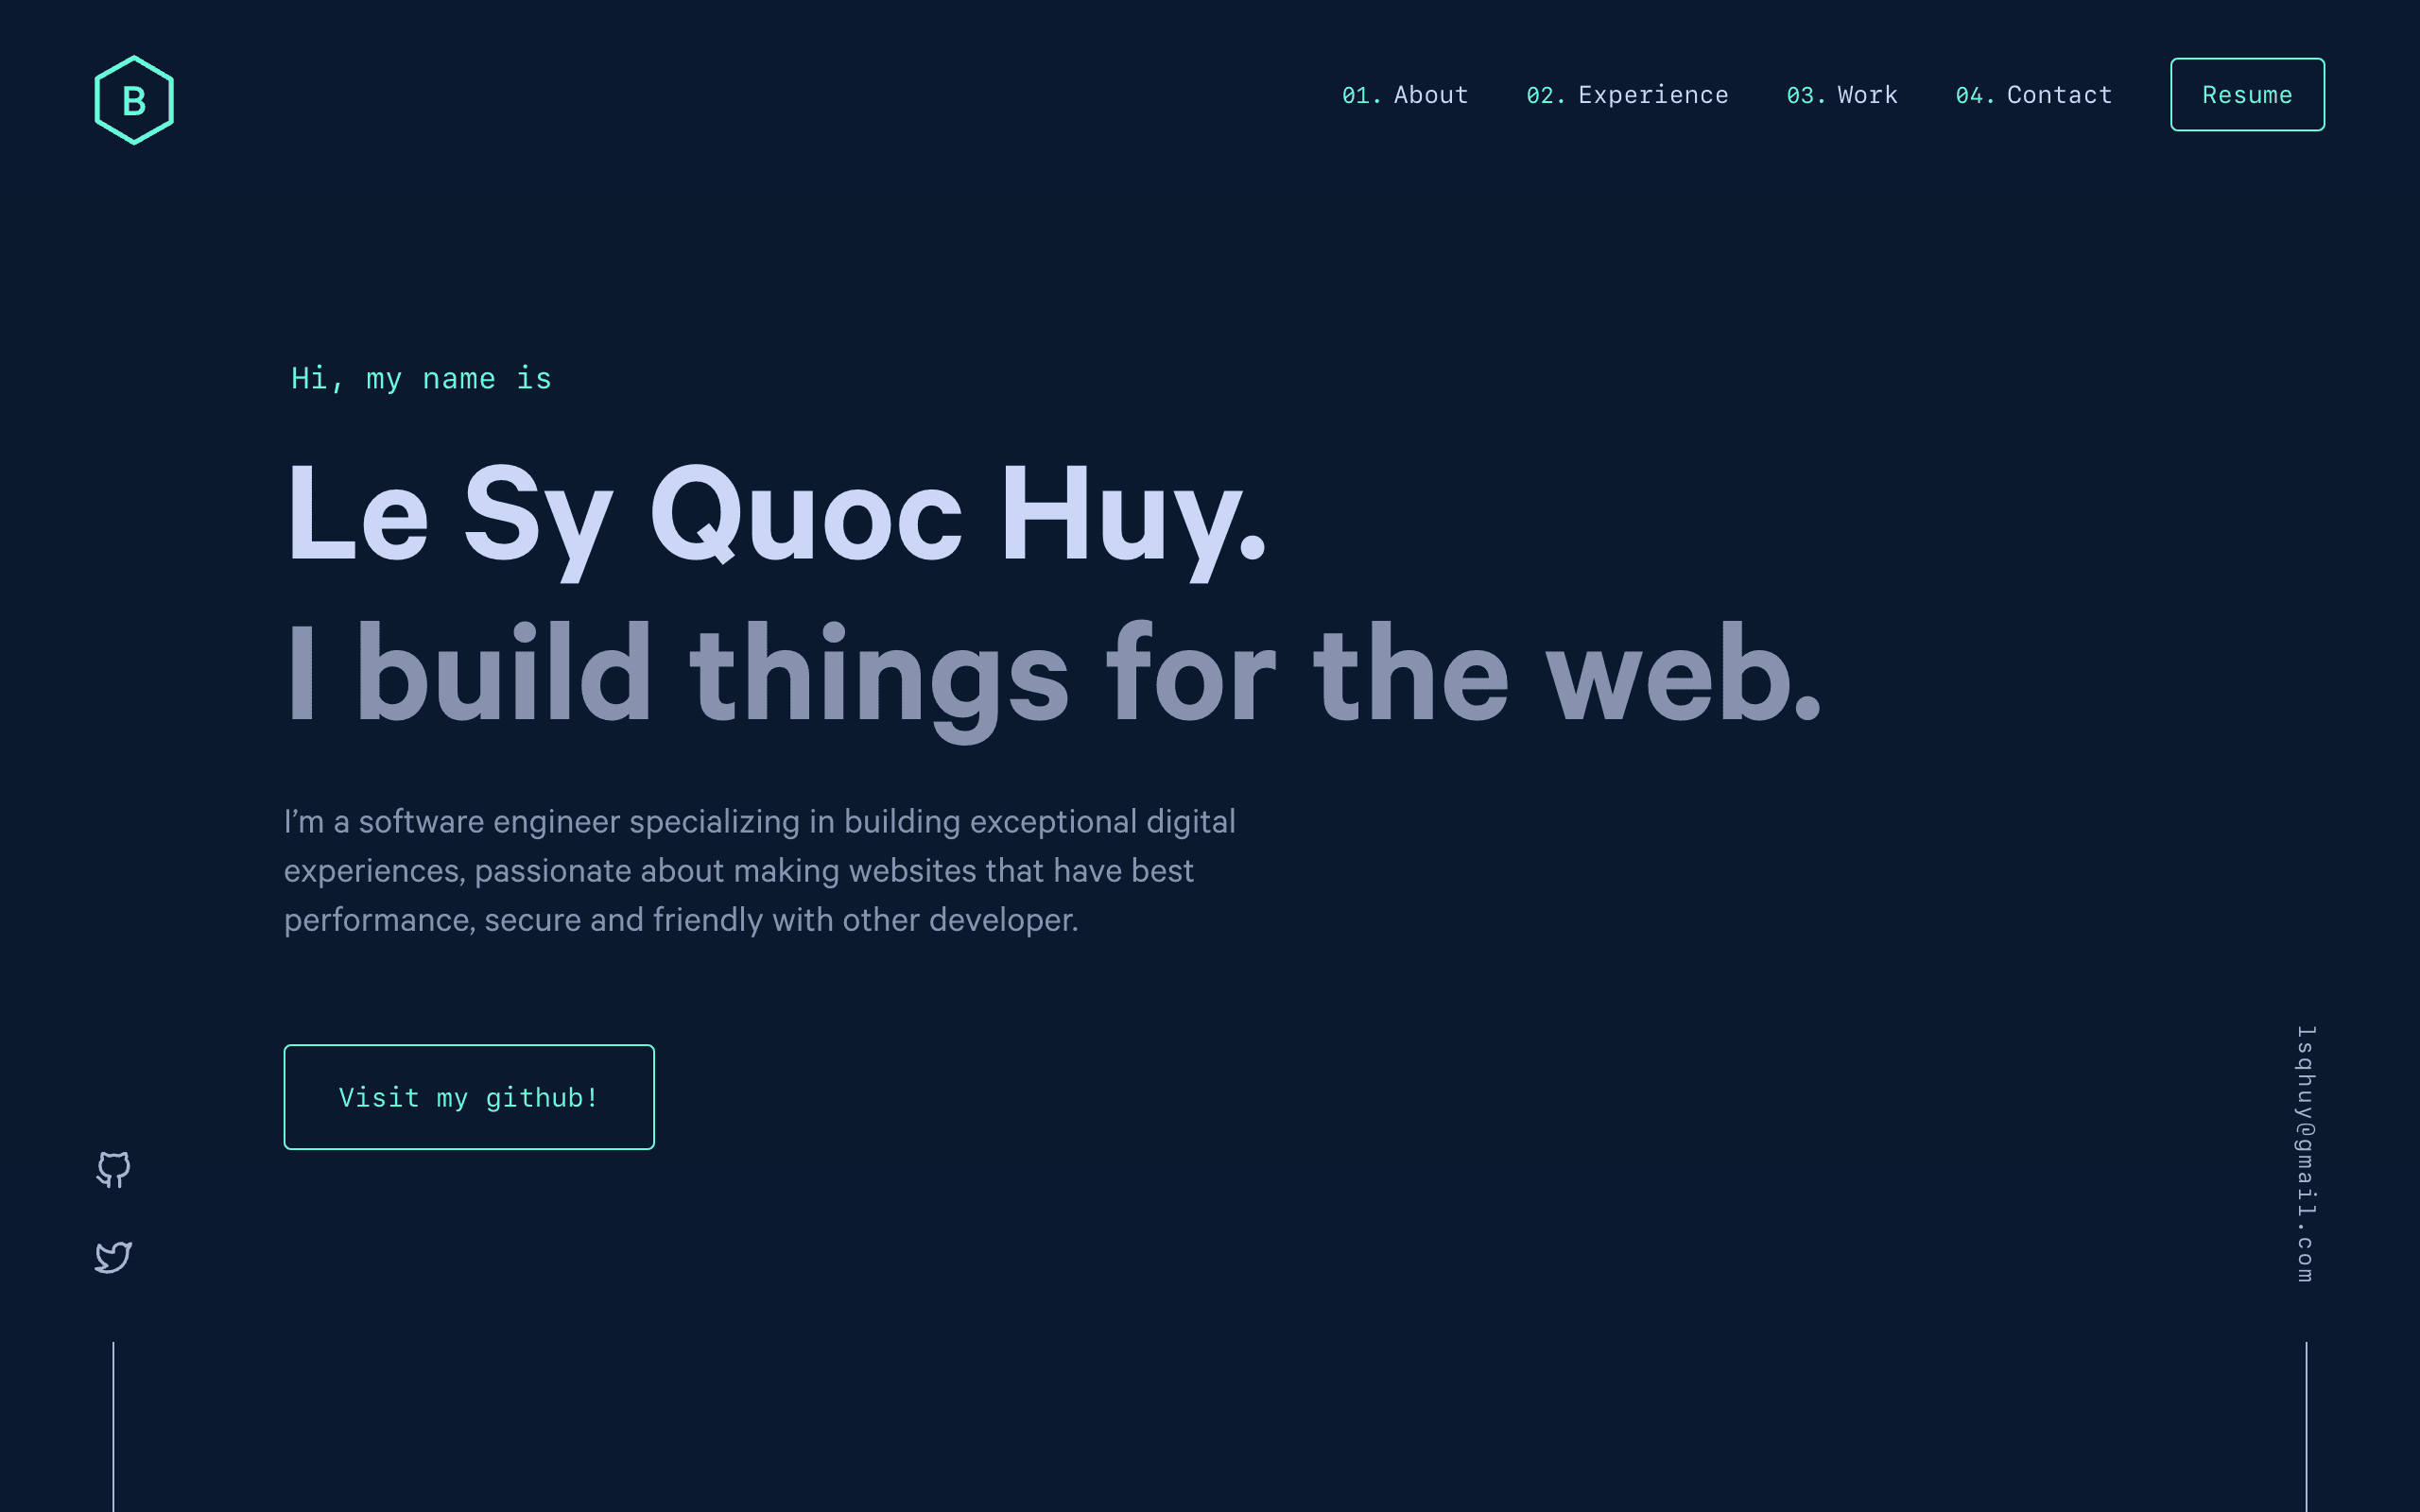 B
01. About 02. Experience 03. Work 04. Contact Resume
Hi, my name is
Le Sy Quoc Huy.
I build things for the web.
I’m a software engineer specializing in building exceptional digital
experiences, passionate about making websites that have best
performance, secure and friendly with other developer.
Visit my github!
lsqhuy@gmail.com